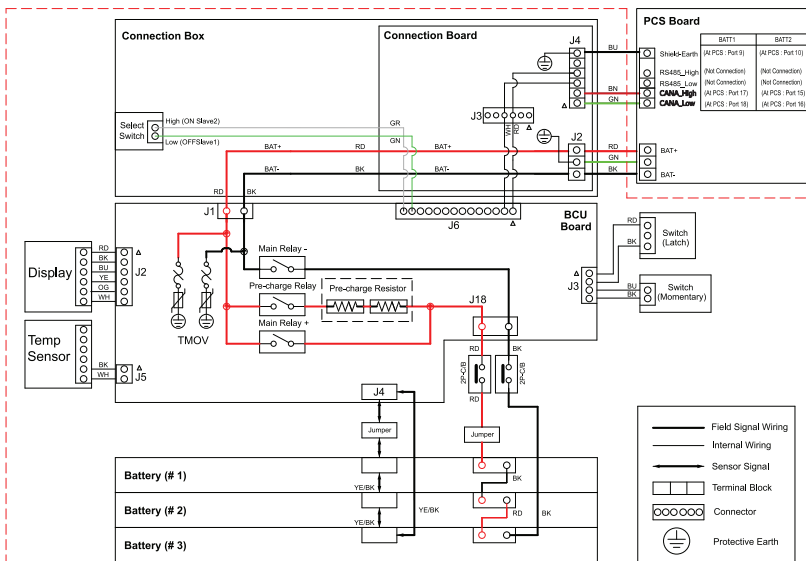 Connection Box
Connection Board
PCS Board
BATT1
BATT2
J4
BU
Shield-Earth
(At PCS : Port 9)
(At PCS : Port 10)
RS485_High
(Not Connection)
(Not Connection)
RS485_Low
(Not Connection)
(Not Connection)
BN
CANA_High
(At PCS : Port 17)
(At PCS : Port 15)
GN
CANA_Low
(At PCS : Port 18)
(At PCS : Port 16)
Select
Switch
High (ON Slave2)
Low (OFFSlave1)
GR
GN
J3
WH
RD
J2
BAT+
RD
BAT+
RD
BAT+
GN
BAT-
BK
BAT-
BK
BAT-
RD
BK
J1
J6
BCU
Board
Main Relay -
Pre-charge Relay
Pre-charge Resistor
Main Relay +
TMOV
J18
J3
RD
BK
Switch
(Latch)
BU
BK
Switch
(Momentary)
Display
RD
BK
BU
YE
OG
WH
J2
Temp
Sensor
BK
WH
J5
RD
BK
2P-C/B
2P-C/B
RD
J4
Jumper
Jumper
Battery (# 1)
YE/BK
BK
Battery (# 2)
YE/BK
YE/BK
RD
BK
Battery (# 3)
Field Signal Wiring
Internal Wiring
Sensor Signal
Terminal Block
Connector
Protective Earth